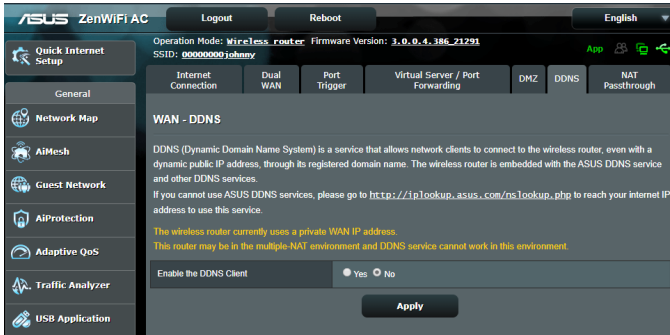 ASUS ZenWiFi AC
Logout
Reboot
English
Quick Internet
Setup
General
Network Map
AiMesh
Guest Network
AiProtection
Adaptive QoS
Traffic Analyzer
USB Application
Operation Mode: Wireless router Firmware Version: 3.0.0.4.386_21291
SSID: 00000000johnny
App
Internet
Connection
Dual
WAN
Port
Trigger
Virtual Server / Port
Forwarding
DMZ
DDNS
NAT
Passthrough
WAN - DDNS
DDNS (Dynamic Domain Name System) is a service that allows network clients to connect to the wireless router, even with a
dynamic public IP address, through its registered domain name. The wireless router is embedded with the ASUS DDNS service
and other DDNS services.
If you cannot use ASUS DDNS services, please go to http://iplookup.asus.com/nslookup.php to reach your internet IP
address to use this service.
The wireless router currently uses a private WAN IP address.
This router may be in the multiple-NAT environment and DDNS service cannot work in this environment.
Enable the DDNS Client
Yes No
Apply